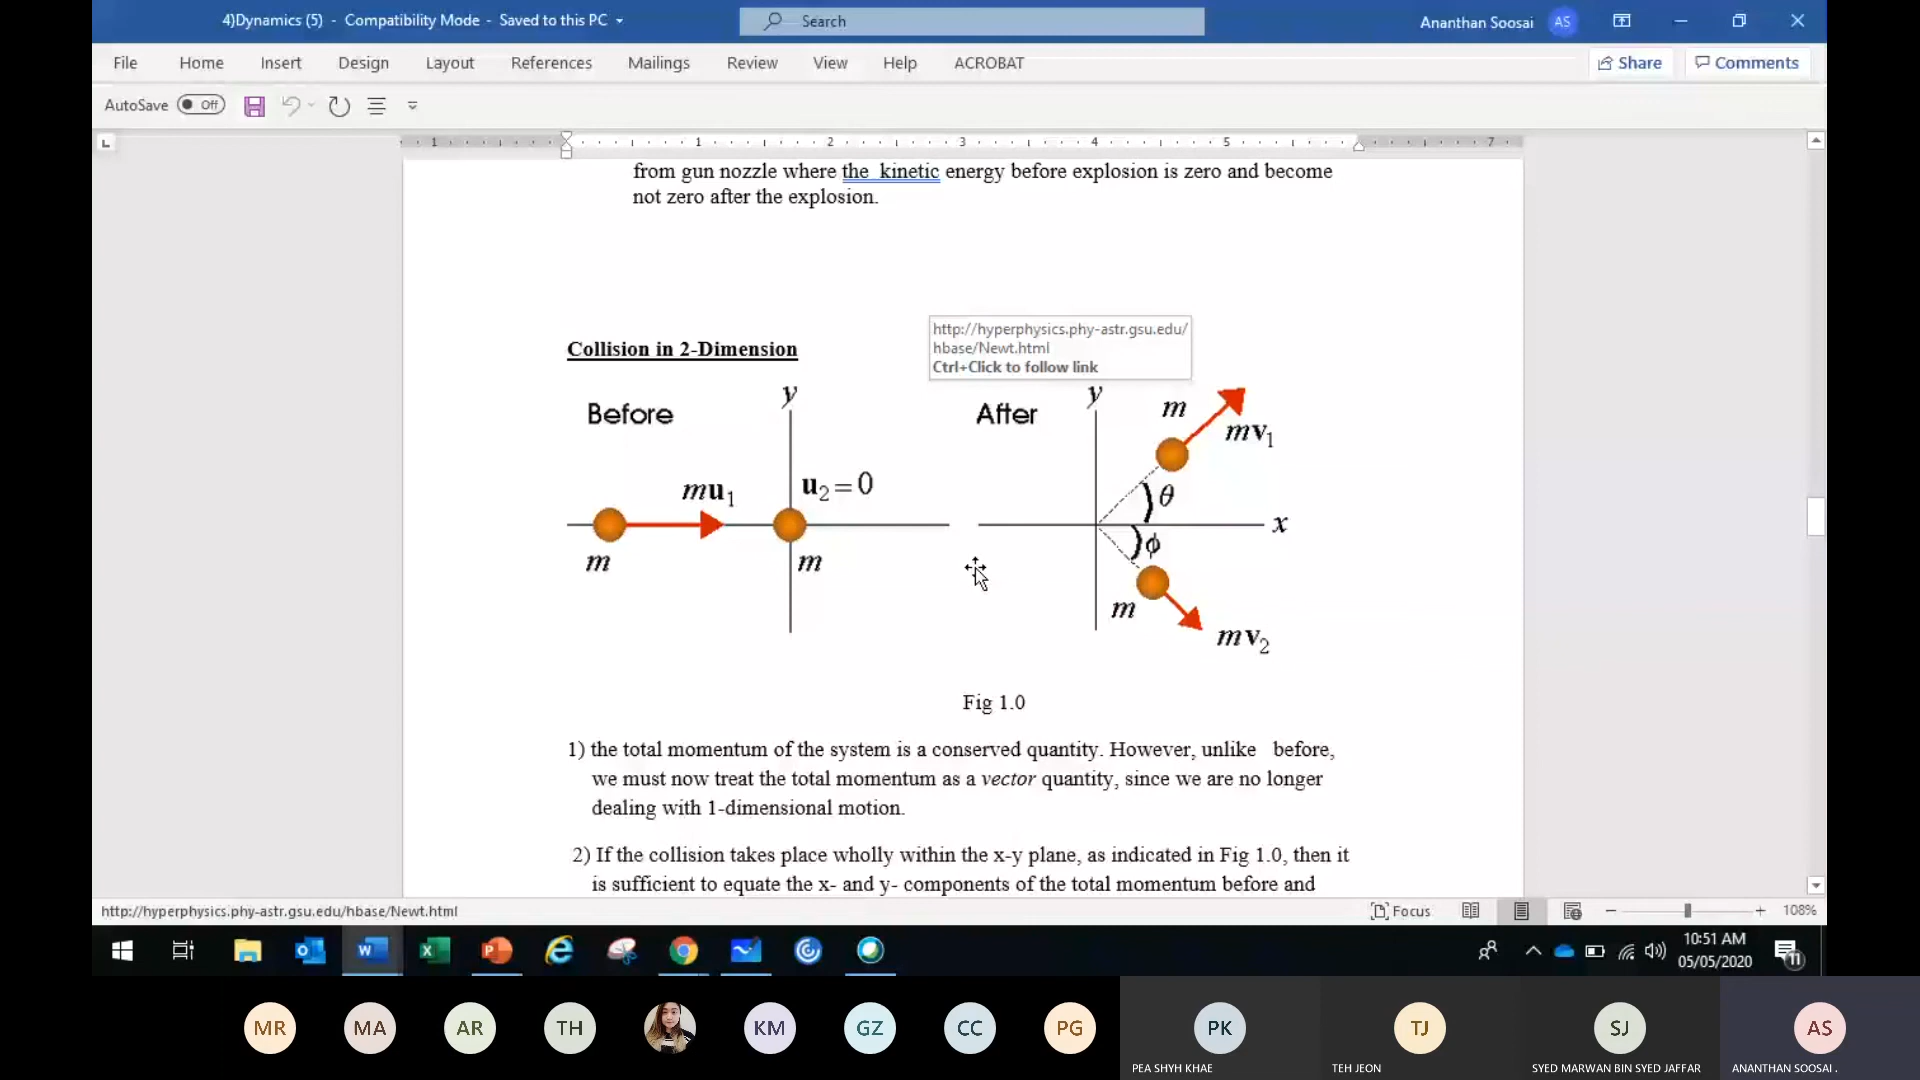 4)Dynamics (5) - Compatibility Mode - Saved to this PC
Search
Ananthan Soosai AS
File Home Insert Design Layout References Mailings Review View Help ACROBAT Share Comments
AutoSave Off
1 1 2 3 4 5 7
from gun nozzle where the kinetic energy before explosion is zero and become
not zero after the explosion.
http://hyperphysics.phy-astr.gsu.edu/
hbase/Newt.html
Ctrl+Click to follow link
Collision in 2-Dimension
Before
y
mu1
u2=0
m
m
After
y
m
mv1
θ
x
ϕ
m
mv2
Fig 1.0
1) the total momentum of the system is a conserved quantity. However, unlike before,
we must now treat the total momentum as a vector quantity, since we are no longer
dealing with 1-dimensional motion.
2) If the collision takes place wholly within the x-y plane, as indicated in Fig 1.0, then it
is sufficient to equate the x- and y- components of the total momentum before and
http://hyperphysics.phy-astr.gsu.edu/hbase/Newt.html
Focus
108%
10:51 AM
05/05/2020
11
MR MA AR TH KM GZ CC PG PK TJ SJ AS
PEA SHYH KHAE TEH JEON SYED MARWAN BIN SYED JAFFAR ANANTHAN SOOSAI .